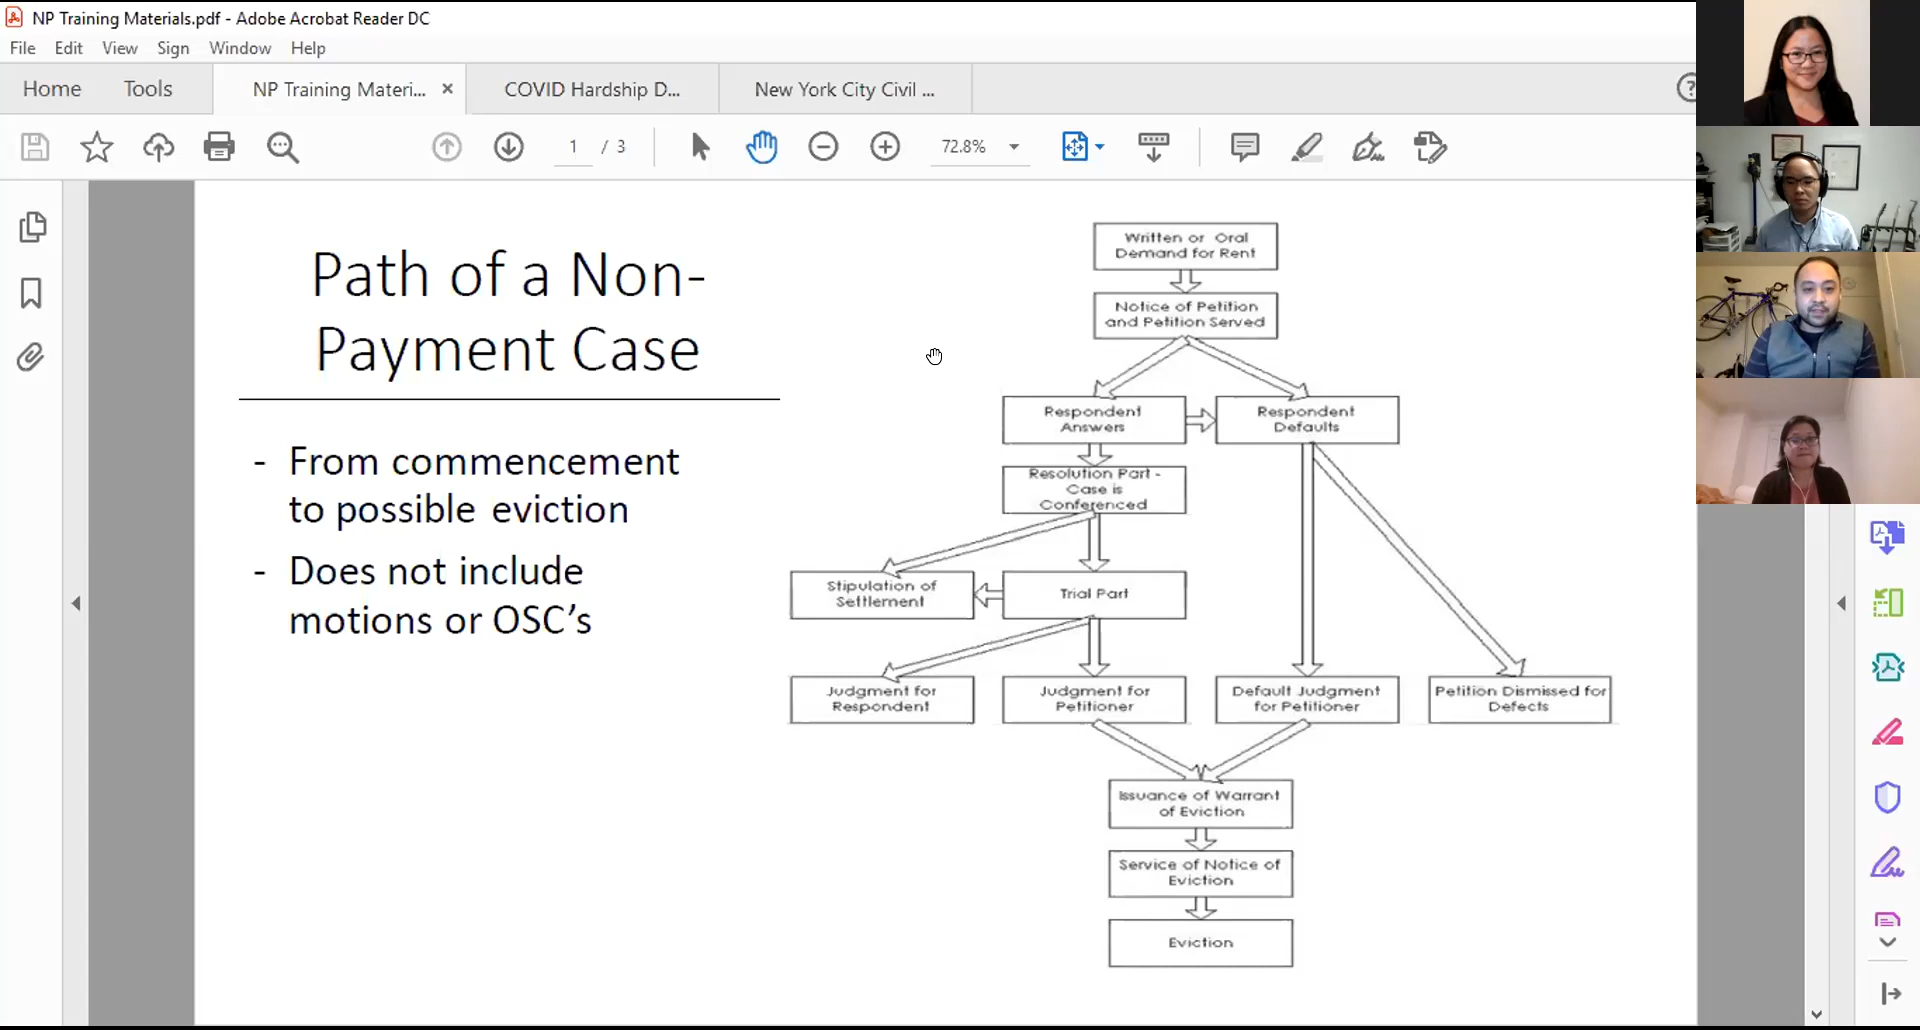 NP Training Materials.pdf - Adobe Acrobat Reader DC
File Edit View Sign Window Help
Home Tools NP Training Materi... × COVID Hardship D... New York City Civil ...
1 / 3 72.8%
Path of a Non-
Payment Case
- From commencement
to possible eviction
- Does not include
motions or OSC's
Written or Oral
Demand for Rent
Notice of Petition
and Petition Served
Respondent
Answers
Respondent
Defaults
Resolution Part -
Case is
Conferenced
Stipulation of
Settlement
Trial Part
Judgment for
Respondent
Judgment for
Petitioner
Default Judgment
for Petitioner
Petition Dismissed for
Defects
Issuance of Warrant
of Eviction
Service of Notice of
Eviction
Eviction